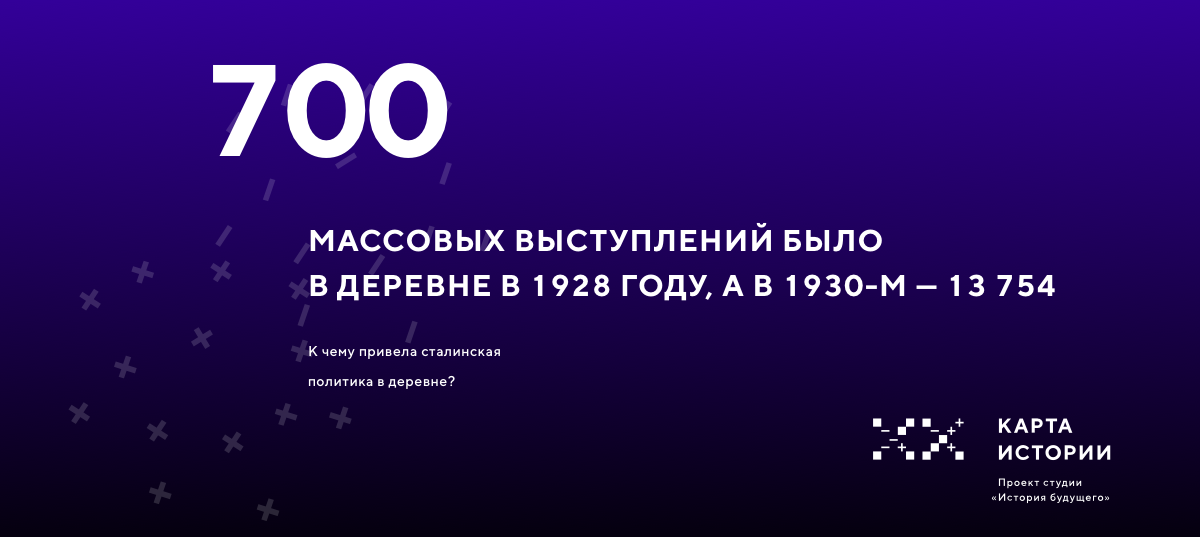 700
МАССОВЫХ ВЫСТУПЛЕНИЙ БЫЛО
В ДЕРЕВНЕ В 1928 ГОДУ, А В 1930-М — 13 754
К чему привела сталинская
политика в деревне?
КАРТА
ИСТОРИИ
Проект студии
«История будущего»